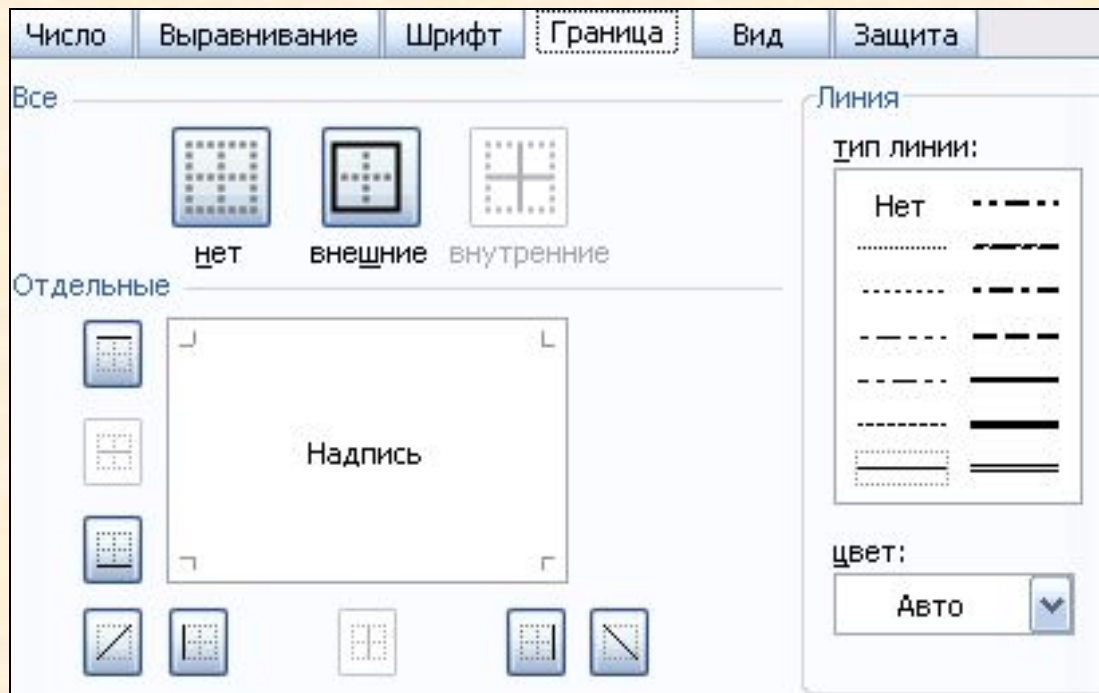 Число Выравнивание Шрифт Граница Вид Защита
Все
нет внешние внутренние
Отдельные
Надпись
Линия
тип линии:
Нет
цвет:
Авто